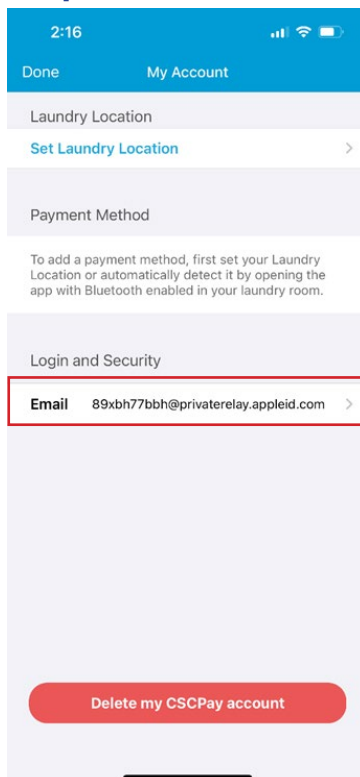 2:16
Done My Account
Laundry Location
Set Laundry Location
Payment Method
To add a payment method, first set your Laundry
Location or automatically detect it by opening the
app with Bluetooth enabled in your laundry room.
Login and Security
Email 89xbh77bbh@privaterelay.appleid.com
Delete my CSCPay account